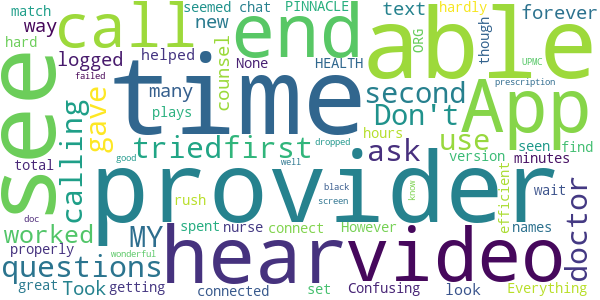 match seemed chat PINNACLE text hardly forever
way new ORG though
hard call end able
logged helped None HEALTH UPMC
failed many counsel second prescription
see time Don't App
plays hours
calling gave triedfirst dropped ask use seen find
total good well version minutes
provider
rush black efficient wait
worked MY spent nurse connect However screen know names doctor
properly hear video
questions Took getting connected set Confusing look Everything
doc great wonderful